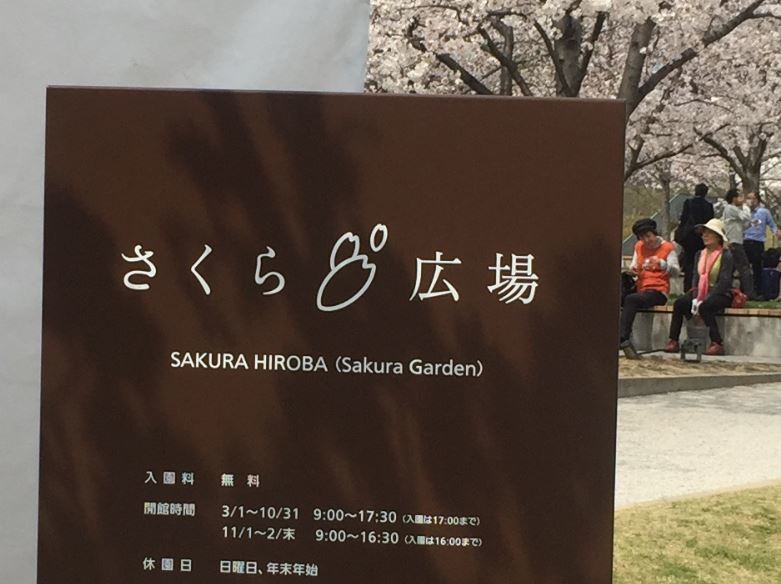 さくら広場
SAKURA HIROBA (Sakura Garden)
入園料 無料
開館時間 3/1～10/31 9:00～17:30 (入園は17:00まで)
11/1～2/末 9:00～16:30 (入園は16:00まで)
休園日 日曜日、年末年始